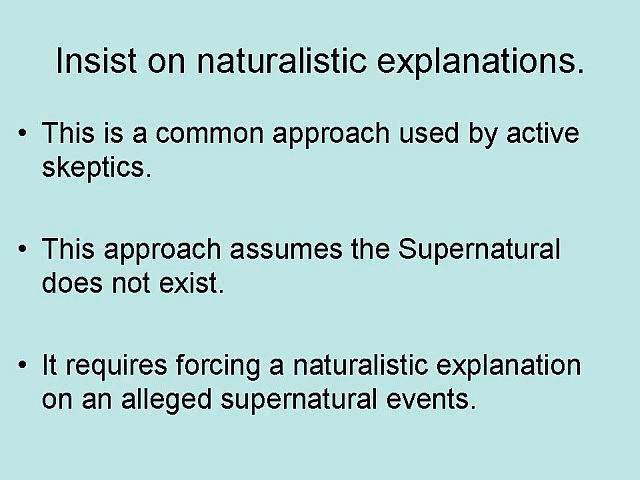 Insist on naturalistic explanations.
• This is a common approach used by active
skeptics.
• This approach assumes the Supernatural
does not exist.
• It requires forcing a naturalistic explanation
on an alleged supernatural events.